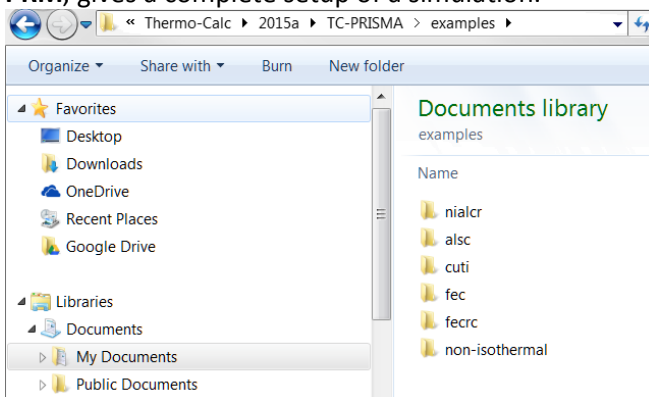 PRM, gives a complete setup of a simulation.
« Thermo-Calc ▸ 2015a ▸ TC-PRISMA > examples ▸
Organize ▾ Share with ▾ Burn New folder
Favorites
Desktop
Downloads
OneDrive
Recent Places
Google Drive
Libraries
Documents
My Documents
Public Documents
Documents library
examples
Name
nialcr
alsc
cuti
fec
fecrc
non-isothermal